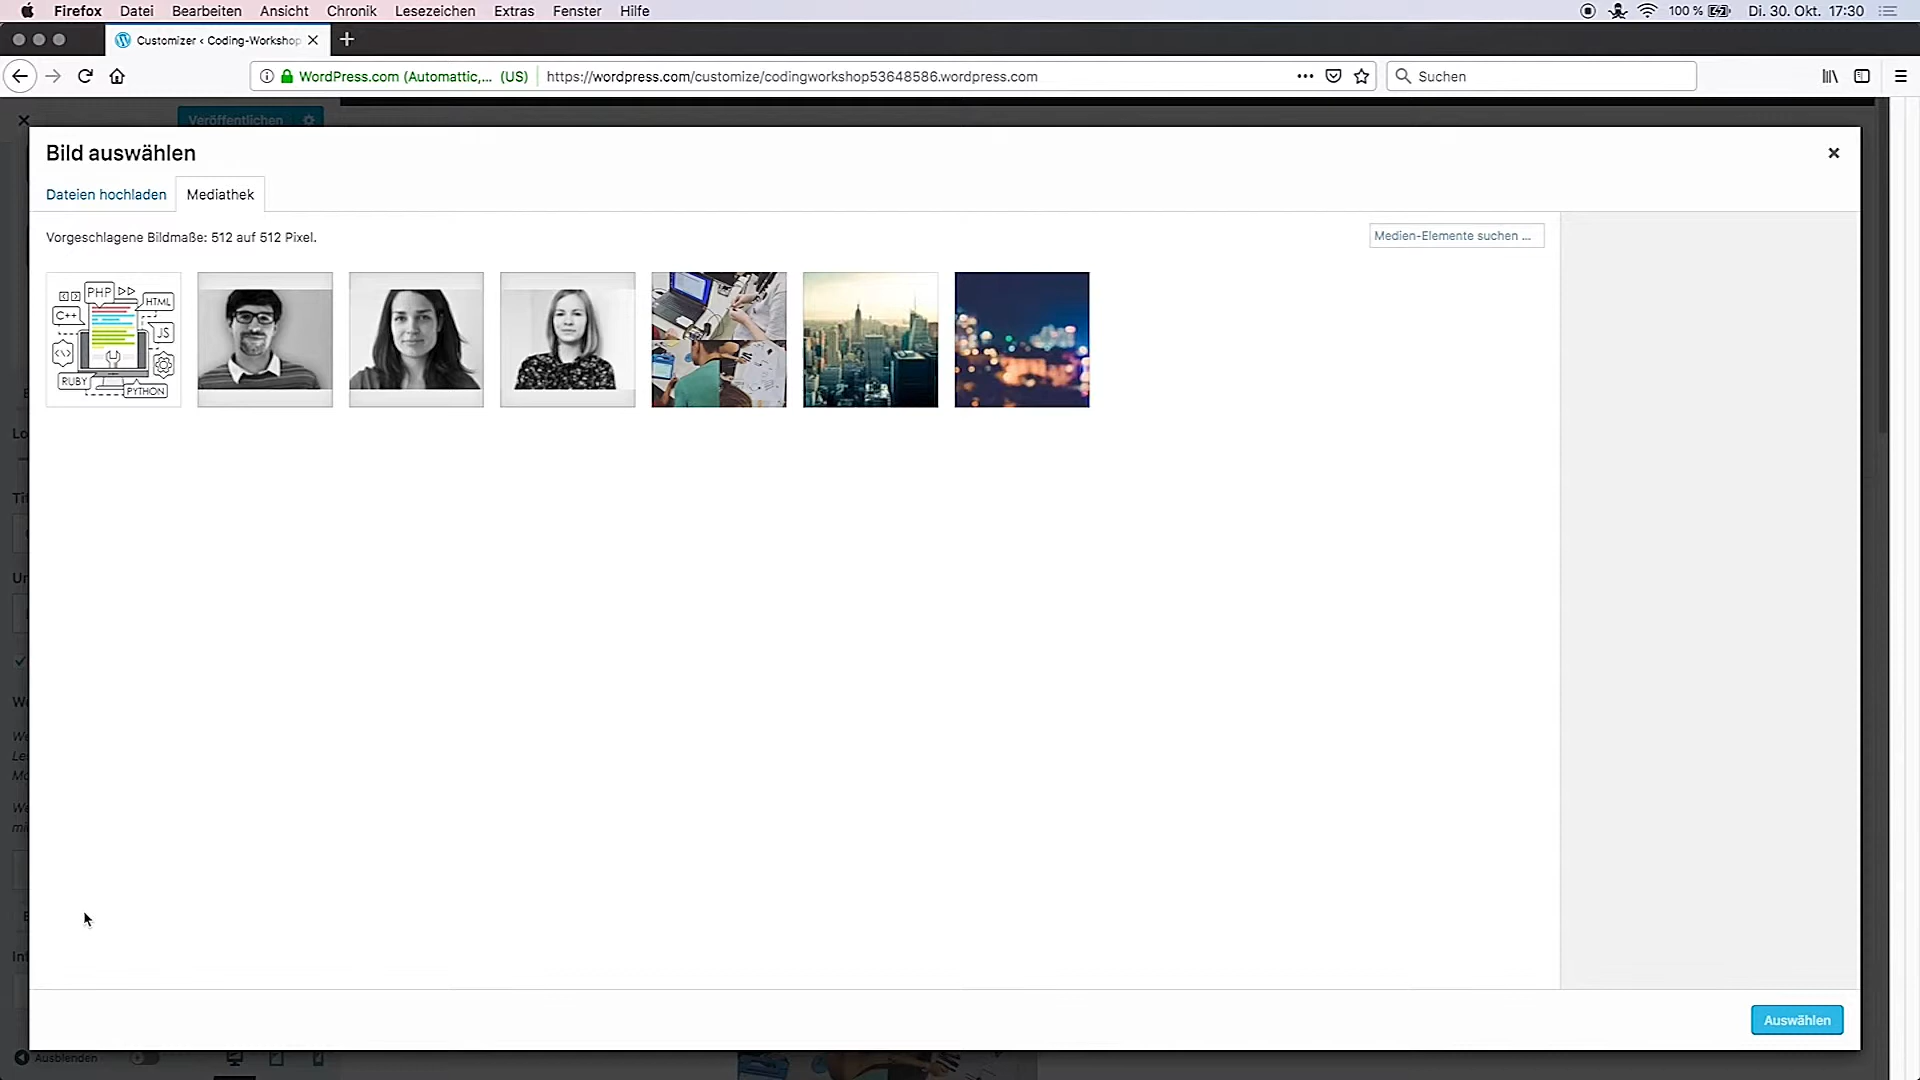 Firefox Datei Bearbeiten Ansicht Chronik Lesezeichen Extras Fenster Hilfe 100 % Di. 30. Okt. 17:30
Customizer ‹ Coding-Workshop
WordPress.com (Automattic,... (US) https://wordpress.com/customize/codingworkshop53648586.wordpress.com Suchen
Veröffentlichen
Bild auswählen
Dateien hochladen Mediathek
Vorgeschlagene Bildmaße: 512 auf 512 Pixel.
Medien-Elemente suchen ...
PHP
HTML
C++
JS
RUBY
PYTHON
Auswählen
Ausblenden